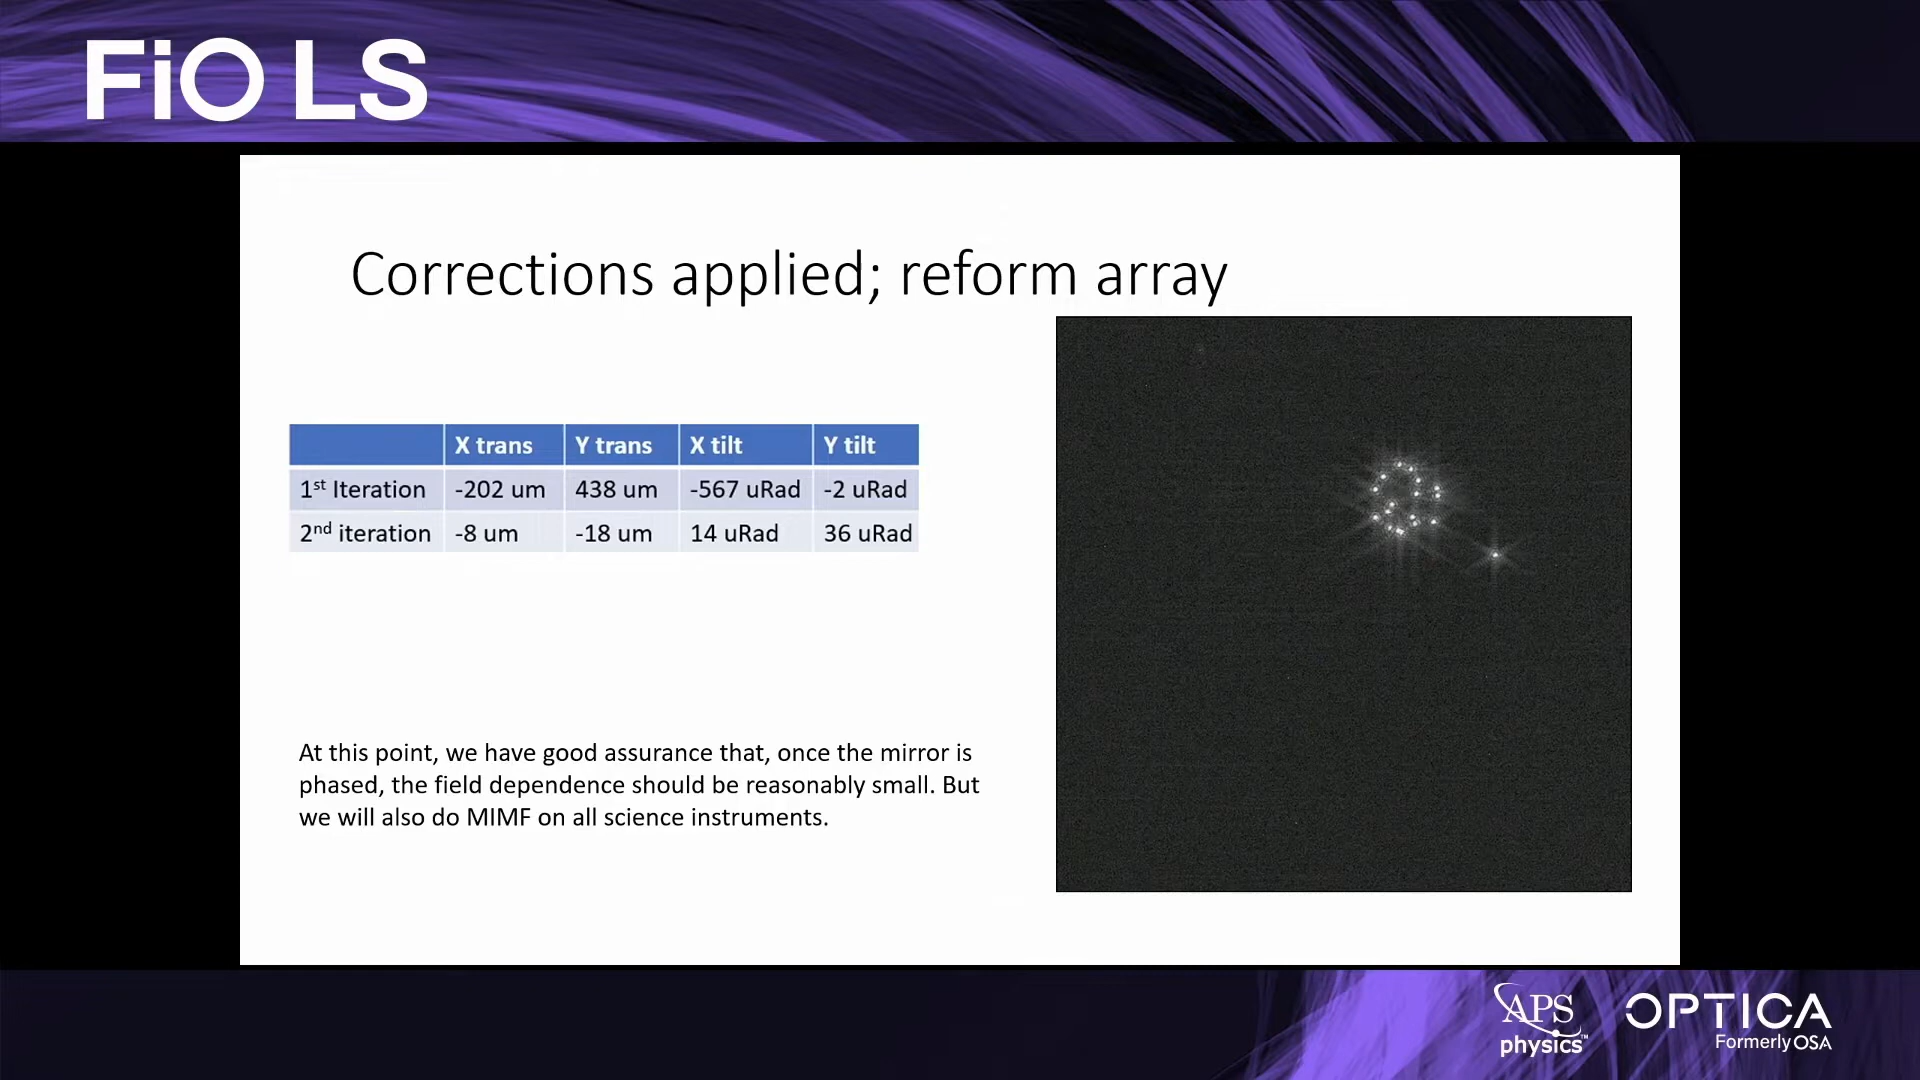 FiO LS
Corrections applied; reform array
X trans Y trans X tilt Y tilt
1st Iteration -202 um 438 um -567 uRad -2 uRad
2nd iteration -8 um -18 um 14 uRad 36 uRad
At this point, we have good assurance that, once the mirror is
phased, the field dependence should be reasonably small. But
we will also do MIMF on all science instruments.
APS
physics™
OPTICA
Formerly OSA